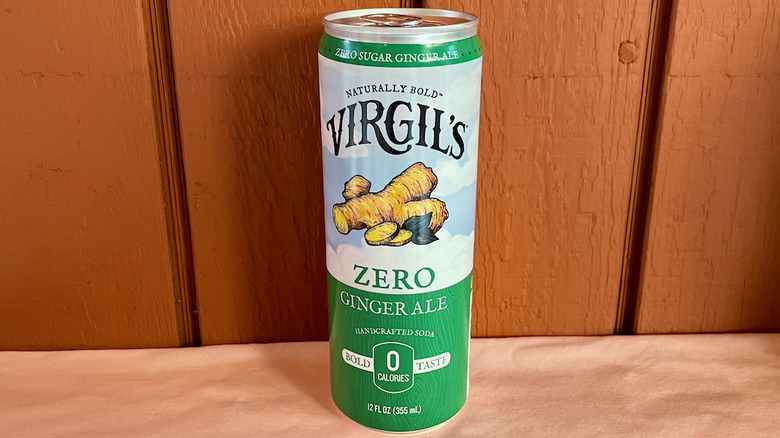 ZERO SUGAR GINGER ALE
NATURALLY BOLD™
VIRGIL'S
ZERO
GINGER ALE
HANDCRAFTED SODA
BOLD 0 TASTE
CALORIES
12 FL OZ (355 mL)